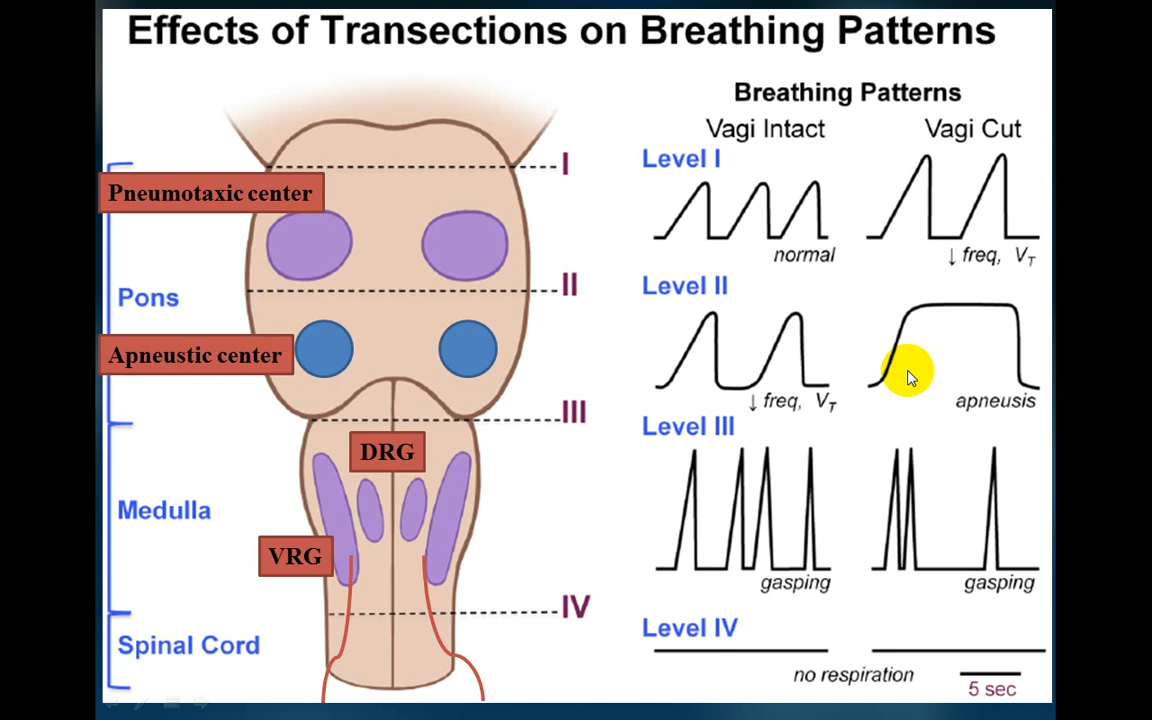 Effects of Transections on Breathing Patterns
Breathing Patterns
Vagi Intact
Vagi Cut
I
Pneumotaxic center
II
Pons
Apneustic center
III
DRG
Medulla
VRG
IV
Spinal Cord
Level I
normal
↓ freq, VT
Level II
↓ freq, VT
apneusis
Level III
gasping
gasping
Level IV
no respiration
5 sec